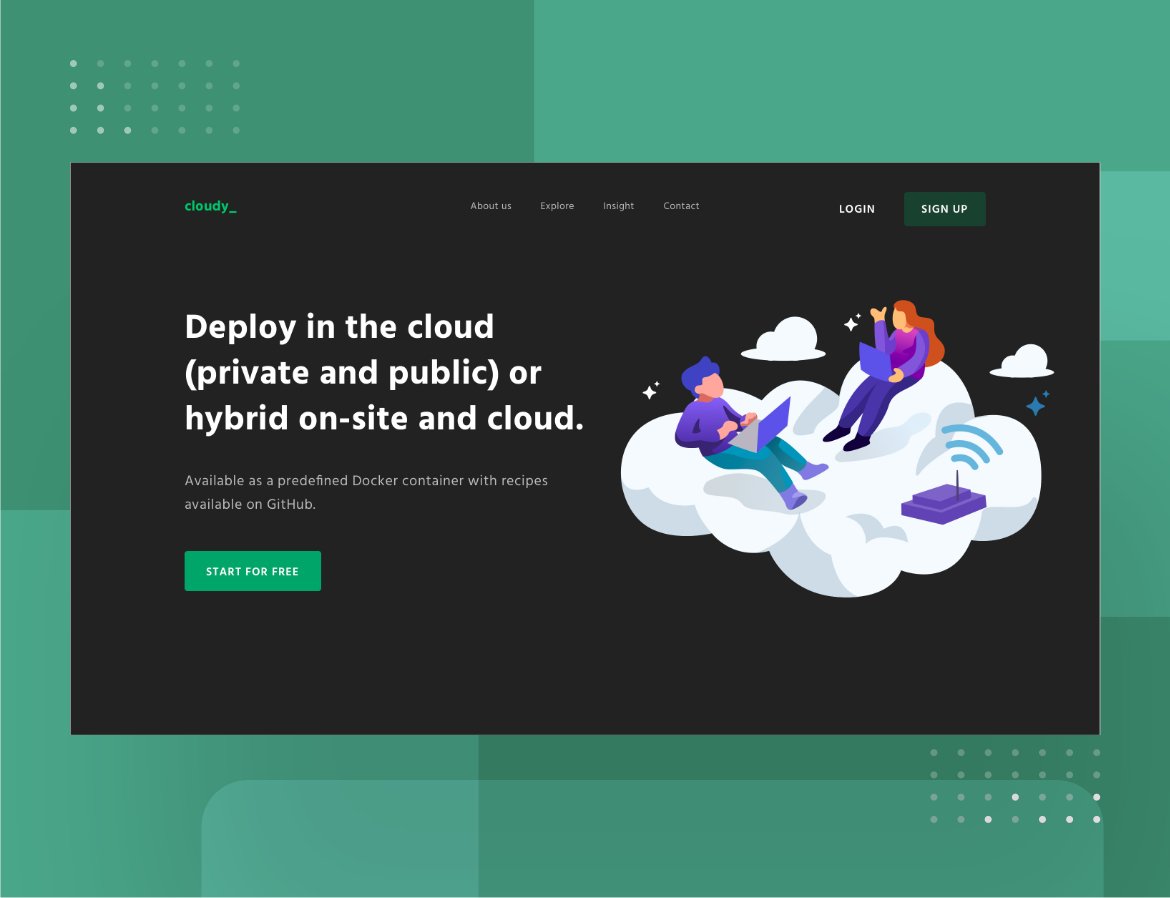 cloudy_
About us Explore Insight Contact
LOGIN SIGN UP
Deploy in the cloud
(private and public) or
hybrid on-site and cloud.
Available as a predefined Docker container with recipes
available on GitHub.
START FOR FREE